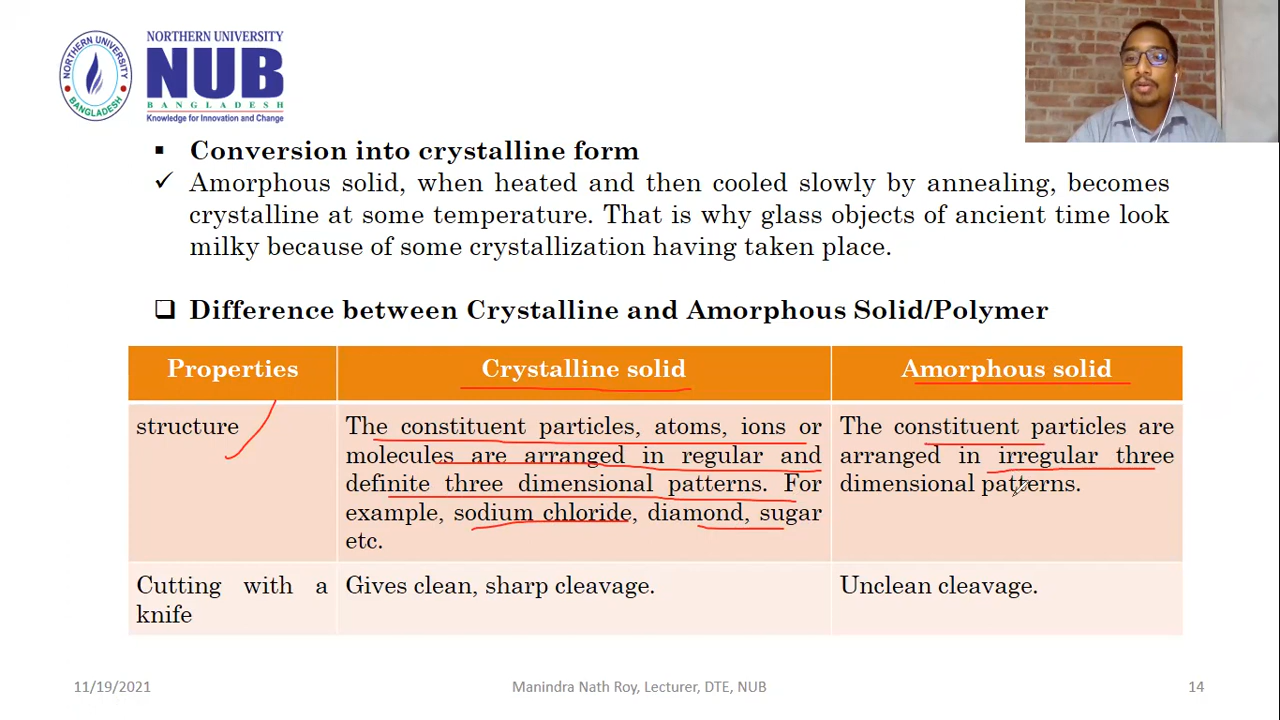 NORTHERN UNIVERSITY
NUB
BANGLADESH
Knowledge for Innovation and Change
NORTHERN UNIVERSITY
BANGLADESH
▪ Conversion into crystalline form
✓ Amorphous solid, when heated and then cooled slowly by annealing, becomes
crystalline at some temperature. That is why glass objects of ancient time look
milky because of some crystallization having taken place.
❑ Difference between Crystalline and Amorphous Solid/Polymer
Properties
Crystalline solid
Amorphous solid
structure
The constituent particles, atoms, ions or
molecules are arranged in regular and
definite three dimensional patterns. For
example, sodium chloride, diamond, sugar
etc.
The constituent particles are
arranged in irregular three
dimensional patterns.
Cutting with a
knife
Gives clean, sharp cleavage.
Unclean cleavage.
11/19/2021
Manindra Nath Roy, Lecturer, DTE, NUB
14